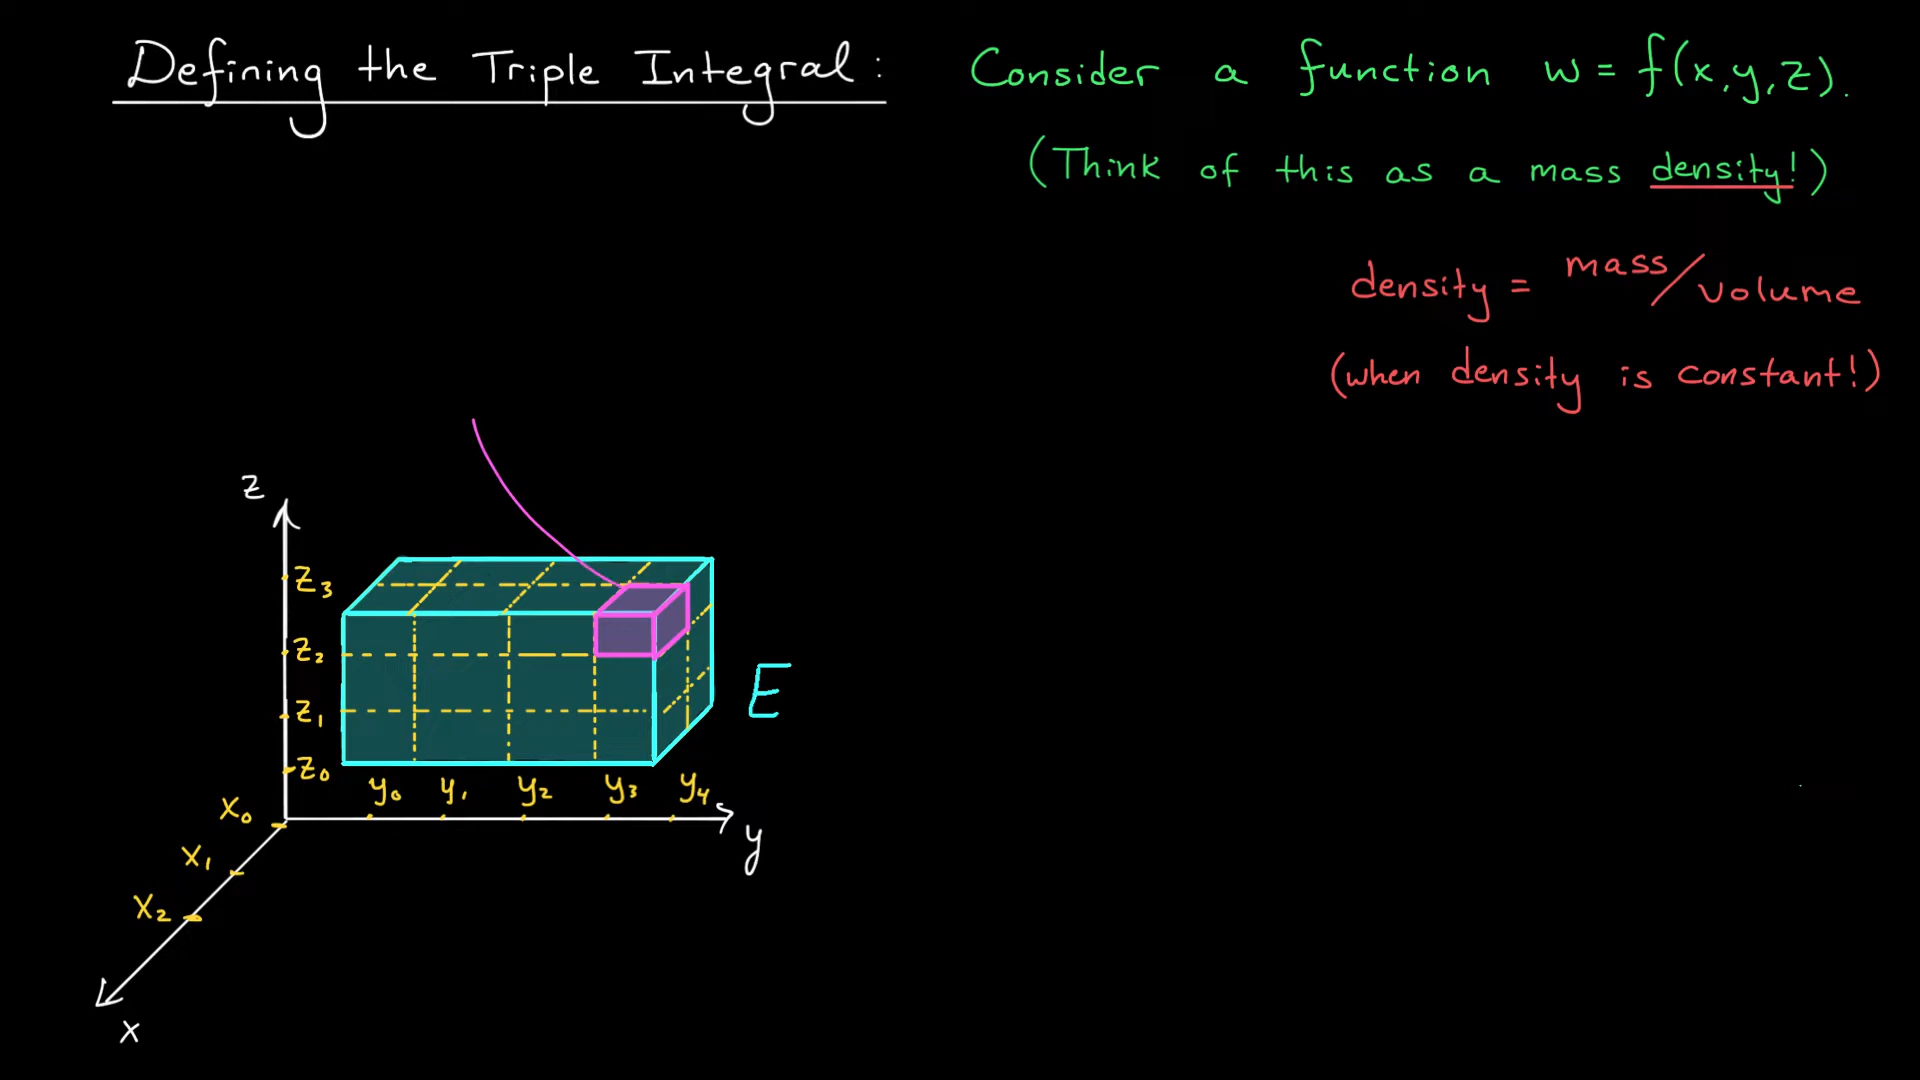 Defining the Triple Integral:
Consider a function w = f(x,y,z).
(Think of this as a mass density!)
density = mass/volume
(when density is constant!)
z
z₃
z₂
E
z₁
z₀
y₀ y₁ y₂ y₃ y₄
x₀
y
x₁
x₂
x